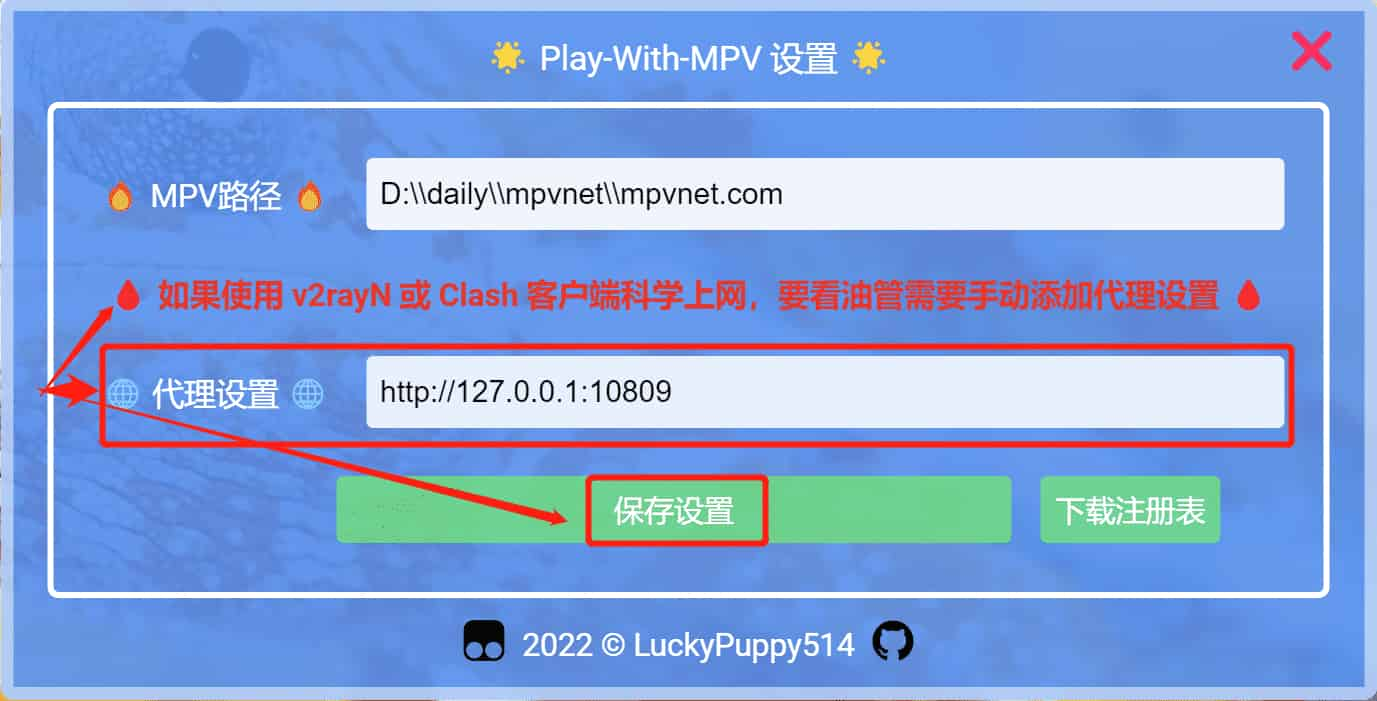 Play-With-MPV 设置
MPV路径
D:\\daily\\mpvnet\\mpvnet.com
如果使用 v2rayN 或 Clash 客户端科学上网，要看油管需要手动添加代理设置
代理设置
http://127.0.0.1:10809
保存设置
下载注册表
2022 © LuckyPuppy514